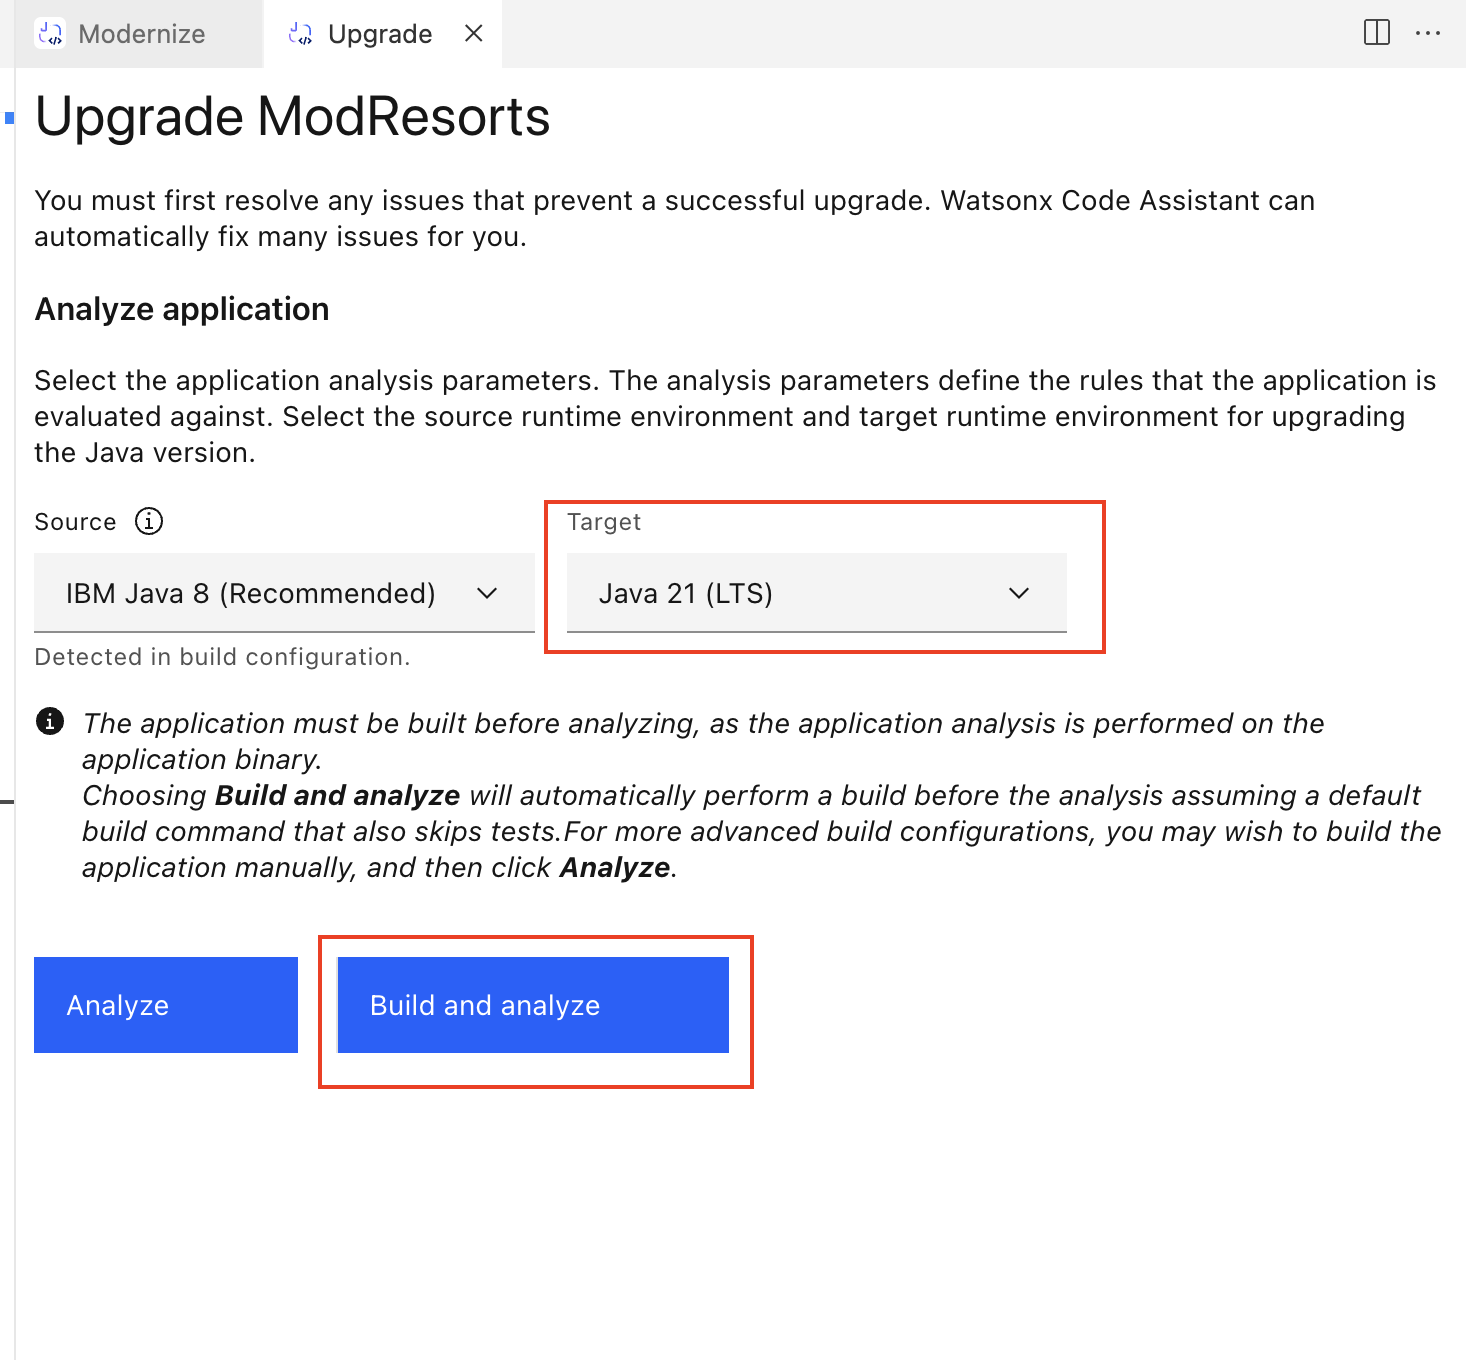 Modernize
Upgrade
Upgrade ModResorts
You must first resolve any issues that prevent a successful upgrade. Watsonx Code Assistant can
automatically fix many issues for you.
Analyze application
Select the application analysis parameters. The analysis parameters define the rules that the application is
evaluated against. Select the source runtime environment and target runtime environment for upgrading
the Java version.
Source
Target
IBM Java 8 (Recommended)
Java 21 (LTS)
Detected in build configuration.
The application must be built before analyzing, as the application analysis is performed on the
application binary.
Choosing Build and analyze will automatically perform a build before the analysis assuming a default
build command that also skips tests.For more advanced build configurations, you may wish to build the
application manually, and then click Analyze.
Analyze
Build and analyze